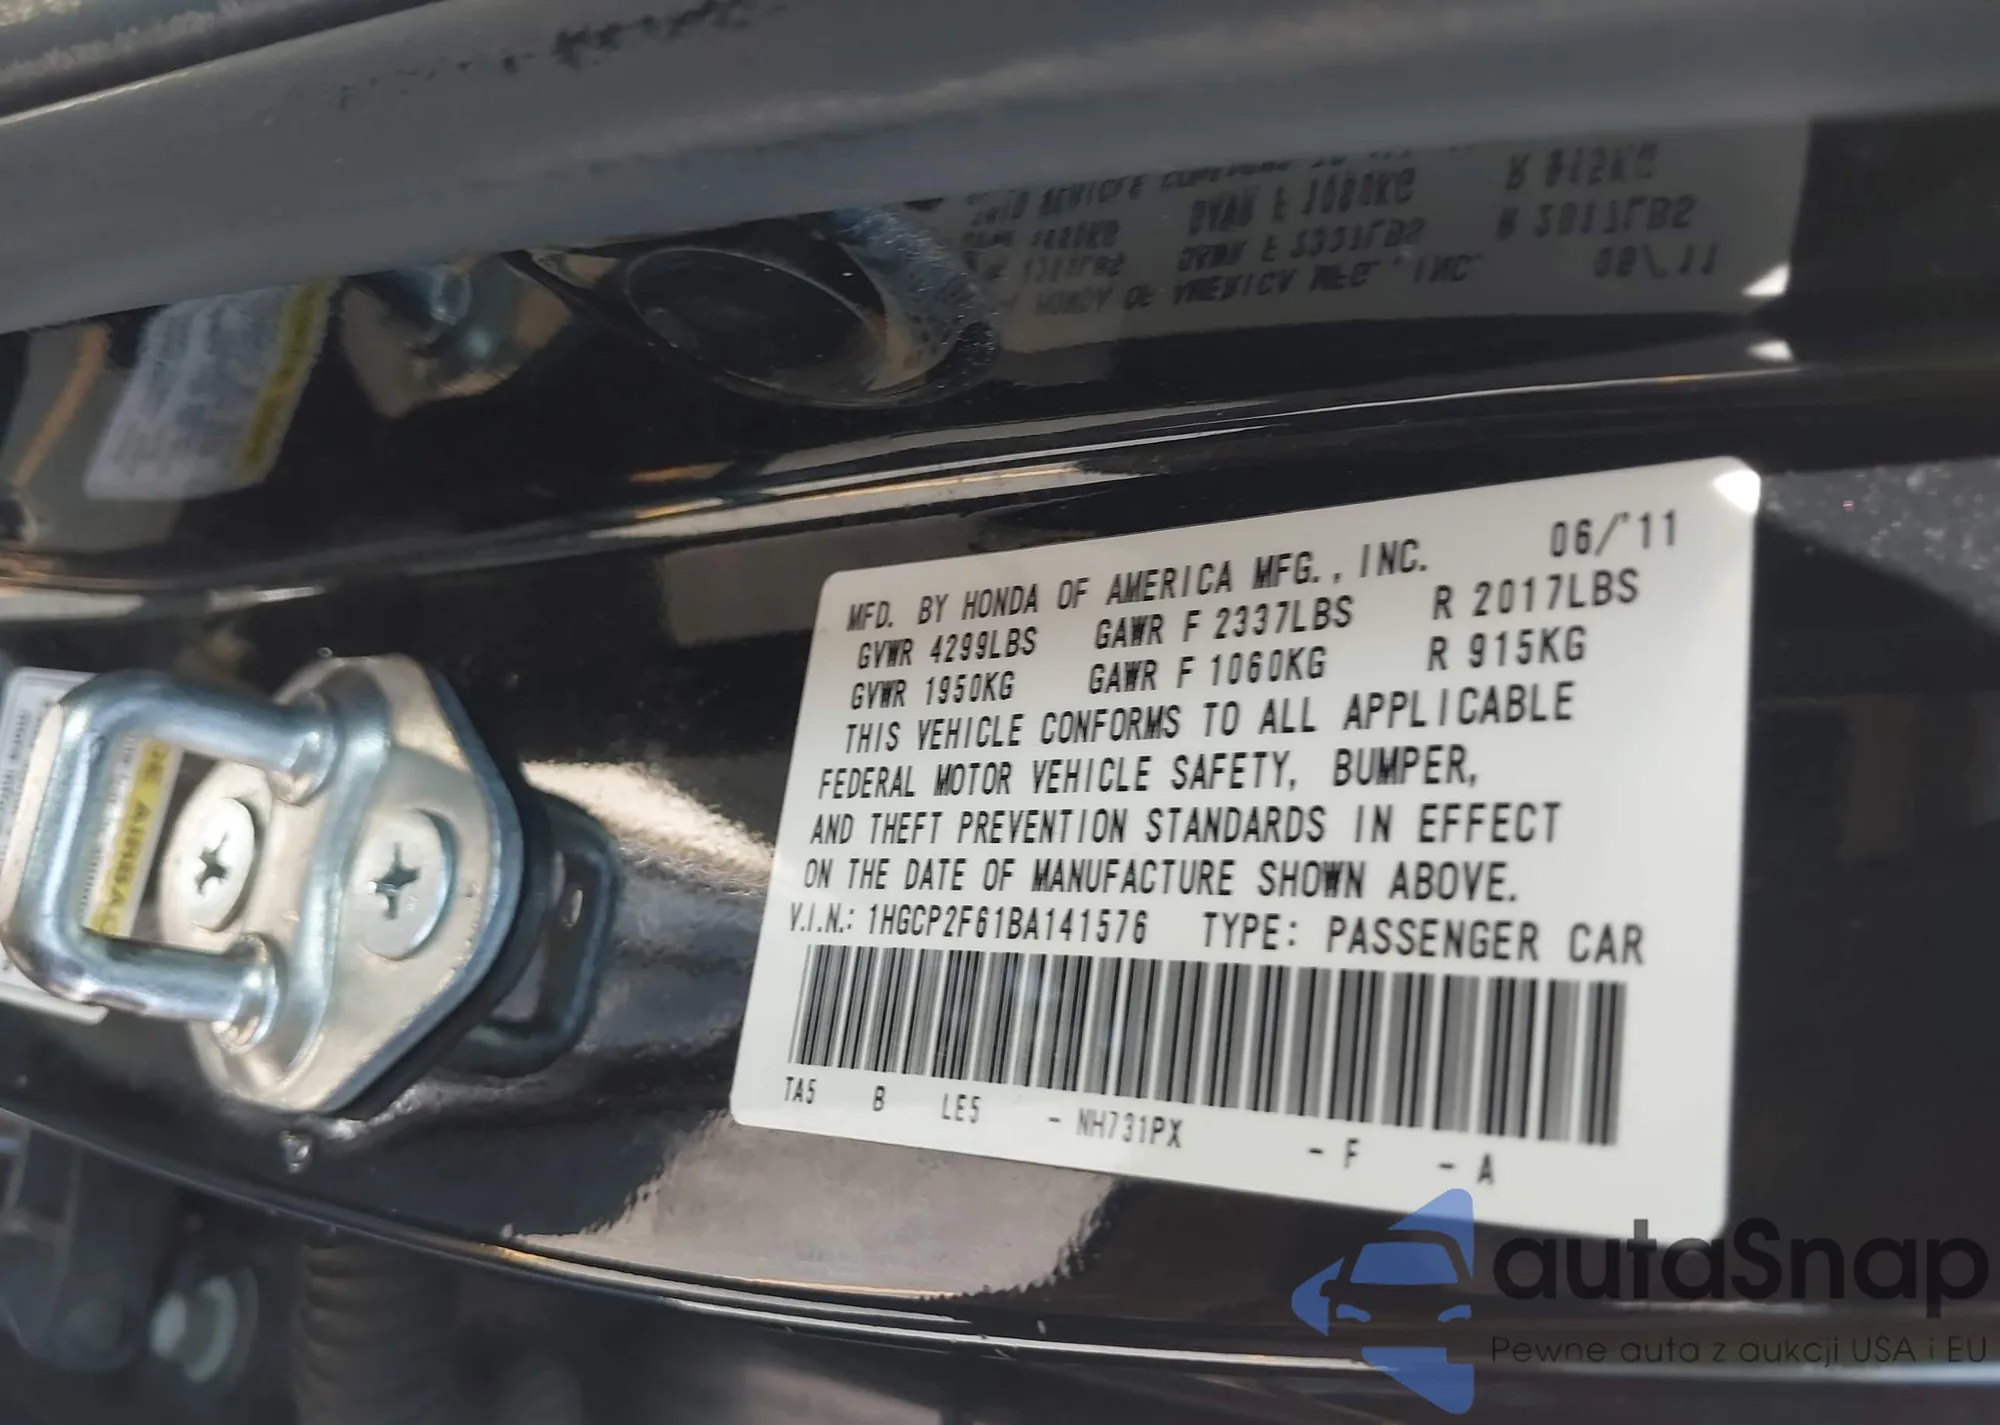 MFD. BY HONDA OF AMERICA MFG., INC. 06/'11
GVWR 4299LBS GAWR F 2337LBS R 2017LBS
GVWR 1950KG GAWR F 1060KG R 915KG
THIS VEHICLE CONFORMS TO ALL APPLICABLE
FEDERAL MOTOR VEHICLE SAFETY, BUMPER,
AND THEFT PREVENTION STANDARDS IN EFFECT
ON THE DATE OF MANUFACTURE SHOWN ABOVE.
V.I.N.: 1HGCP2F61BA141576 TYPE: PASSENGER CAR
TA5 B LE5 - NH731PX - F - A
autaSnap
Pewne auta z aukcji USA i EU